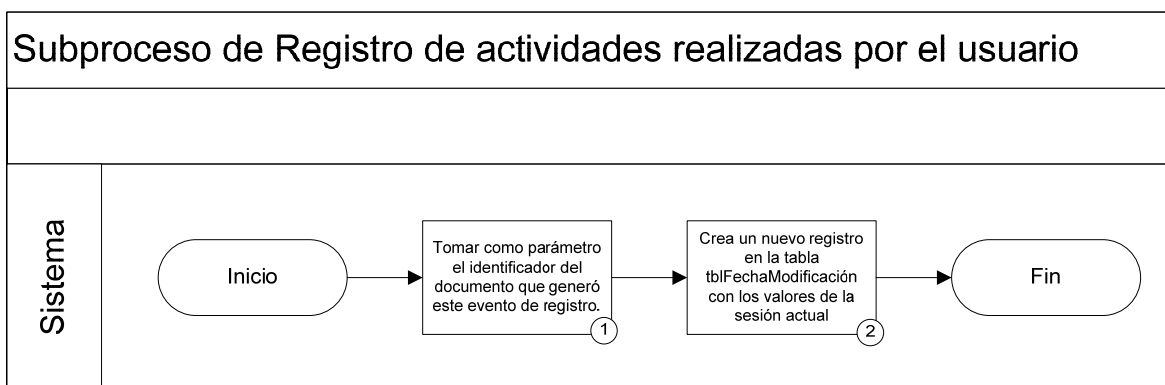 Subproceso de Registro de actividades realizadas por el usuario
Sistema
Inicio
Tomar como parámetro
el identificador del
documento que generó
este evento de registro.
1
Crea un nuevo registro
en la tabla
tblFechaModificación
con los valores de la
sesión actual
2
Fin